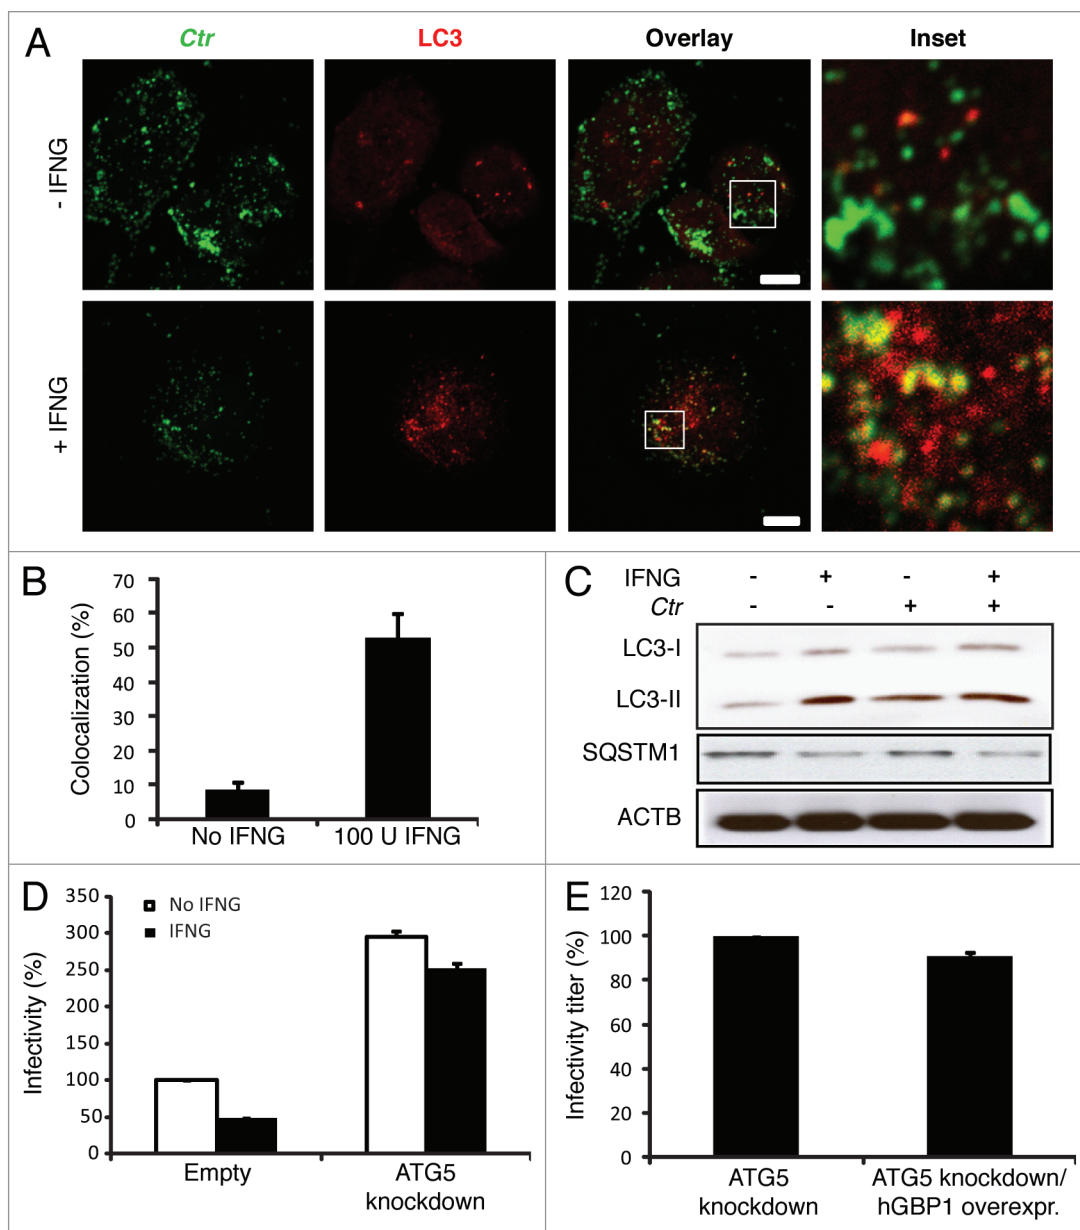 A
Ctr LC3 Overlay Inset
- IFNG
+ IFNG
B
Colocalization (%)
70
60
50
40
30
20
10
0
No IFNG 100 U IFNG
C
IFNG - + - +
Ctr - - + +
LC3-I
LC3-II
SQSTM1
ACTB
D
Infectivity (%)
350
300
250
200
150
100
50
0
No IFNG
IFNG
Empty ATG5
knockdown
E
Infectivity titer (%)
120
100
80
60
40
20
0
ATG5 ATG5 knockdown/
knockdown hGBP1 overexpr.